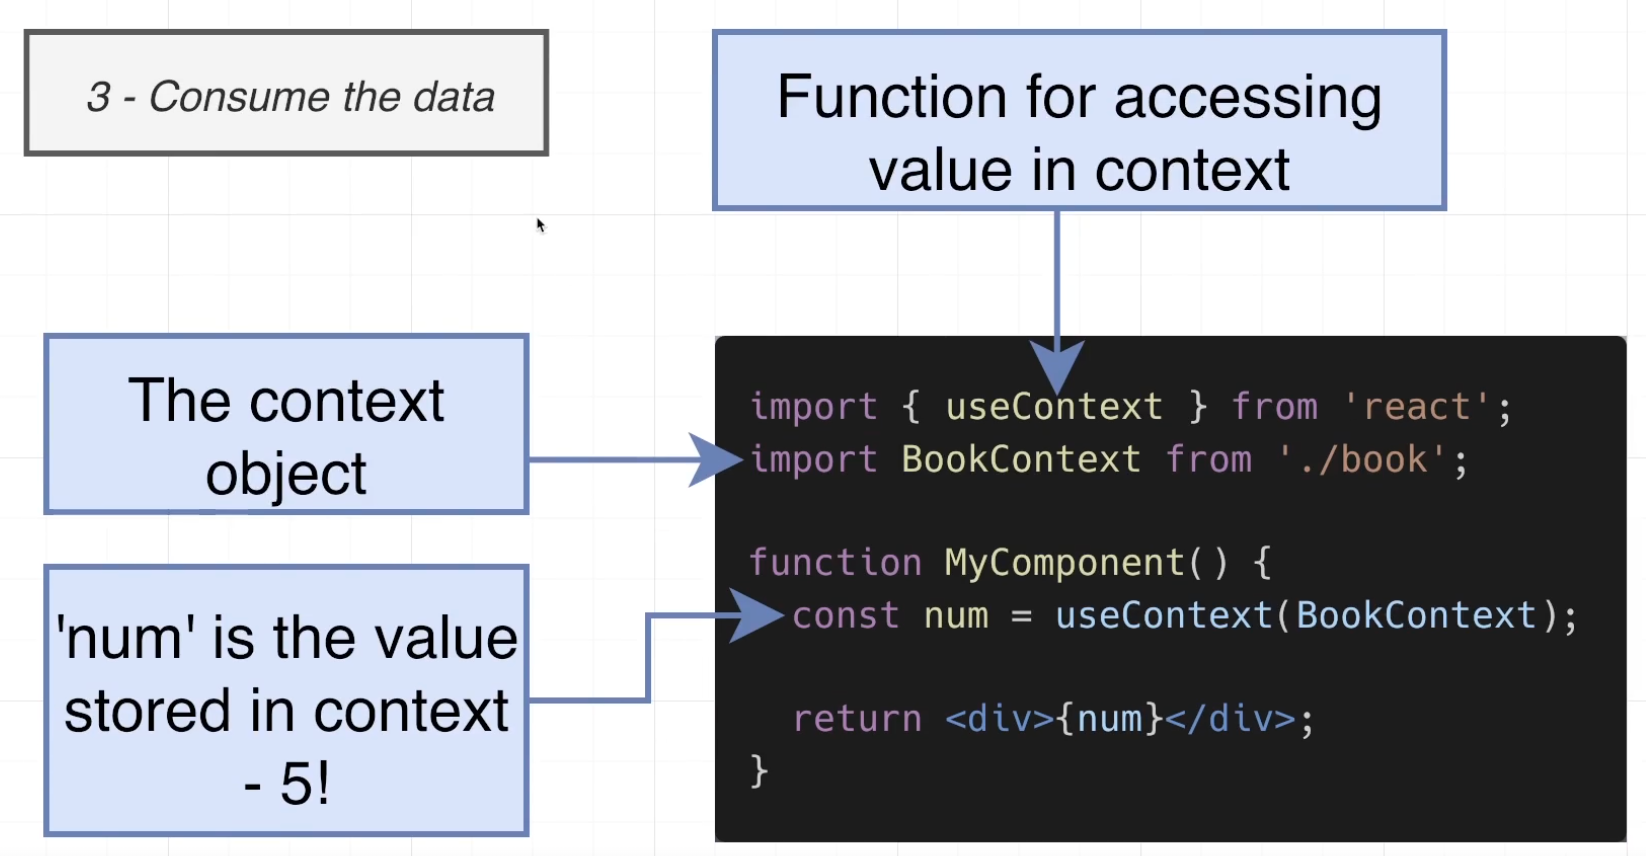 3 - Consume the data
Function for accessing
value in context
The context
object
'num' is the value
stored in context
- 5!
import { useContext } from 'react';
import BookContext from './book';
function MyComponent() {
  const num = useContext(BookContext);
  return <div>{num}</div>;
}